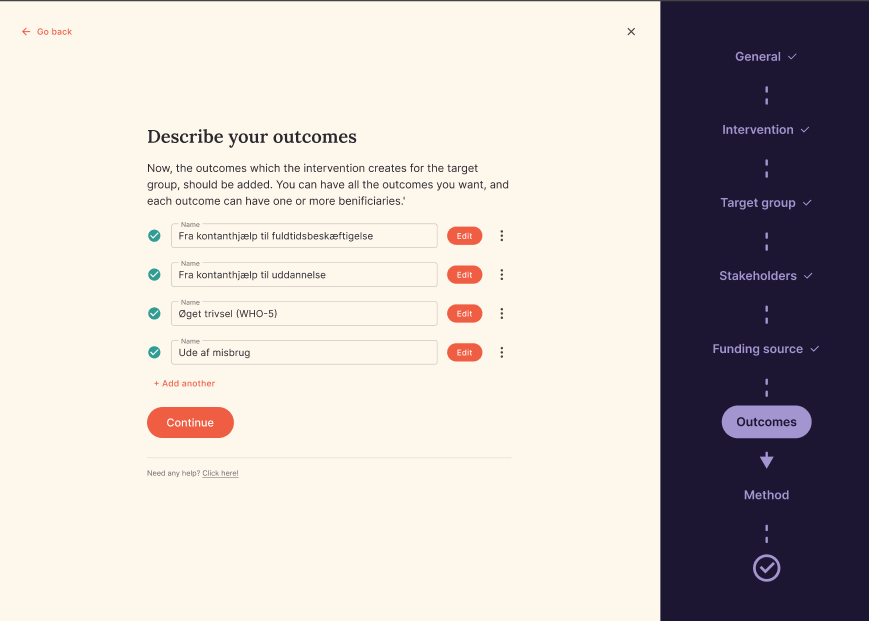 Go back
Describe your outcomes
Now, the outcomes which the intervention creates for the target
group, should be added. You can have all the outcomes you want, and
each outcome can have one or more benificiaries.'
Name
Fra kontanthjælp til fuldtidsbeskæftigelse
Edit
Name
Fra kontanthjælp til uddannelse
Edit
Name
Øget trivsel (WHO-5)
Edit
Name
Ude af misbrug
Edit
+ Add another
Continue
Need any help? Click here!
General
Intervention
Target group
Stakeholders
Funding source
Outcomes
Method